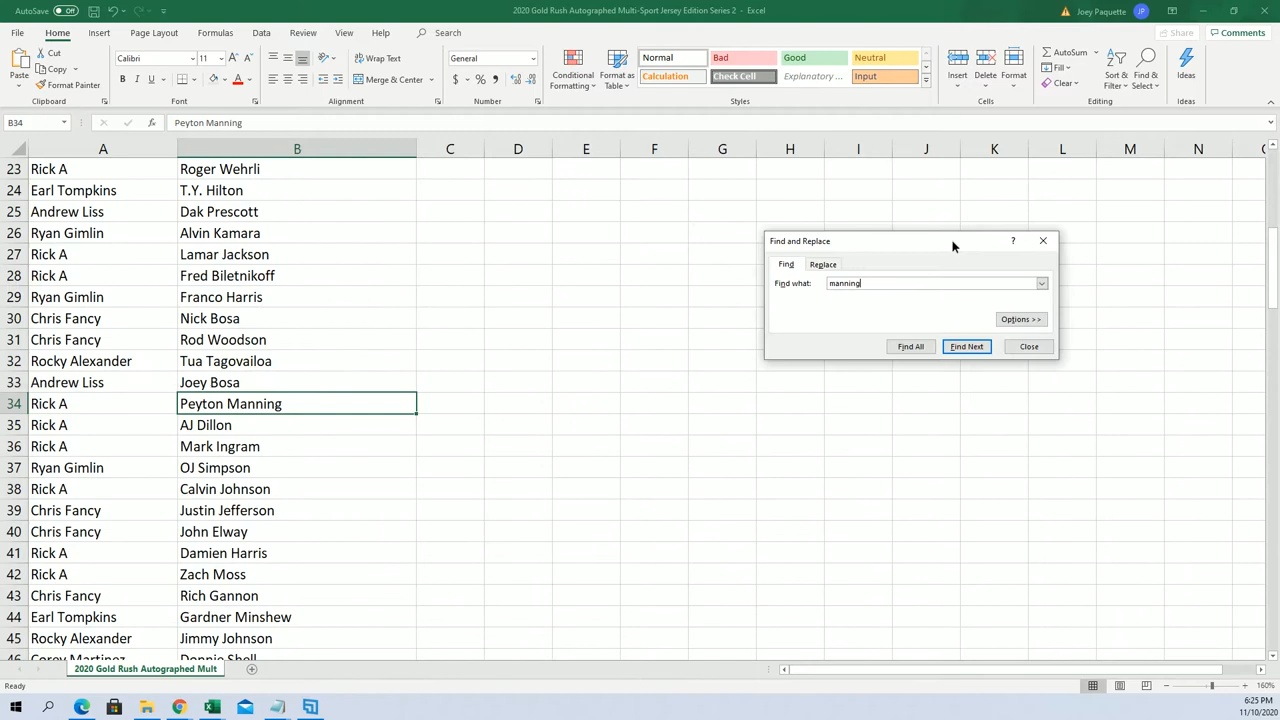 AutoSave Off
2020 Gold Rush Autographed Multi-Sport Jersey Edition Series 2 - Excel
Joey Paquette JP
File Home Insert Page Layout Formulas Data Review View Help Search Share Comments
Paste Cut Copy Format Painter Clipboard
Calibri 11 A A B I U A Font
Wrap Text Merge & Center Alignment
General $ % Number
Conditional Formatting Format as Table
Normal Bad Good Neutral
Calculation Check Cell Explanatory ... Input
Styles
Insert Delete Format Cells
AutoSum Fill Clear Sort & Filter Find & Select Editing
Ideas Ideas
B34 fx Peyton Manning
A B C D E F G H I J K L M N
23 Rick A Roger Wehrli
24 Earl Tompkins T.Y. Hilton
25 Andrew Liss Dak Prescott
26 Ryan Gimlin Alvin Kamara
27 Rick A Lamar Jackson
28 Rick A Fred Biletnikoff
29 Ryan Gimlin Franco Harris
30 Chris Fancy Nick Bosa
31 Chris Fancy Rod Woodson
32 Rocky Alexander Tua Tagovalloa
33 Andrew Liss Joey Bosa
34 Rick A Peyton Manning
35 Rick A AJ Dillon
36 Rick A Mark Ingram
37 Ryan Gimlin OJ Simpson
38 Rick A Calvin Johnson
39 Chris Fancy Justin Jefferson
40 Chris Fancy John Elway
41 Rick A Damien Harris
42 Rick A Zach Moss
43 Chris Fancy Rich Gannon
44 Earl Tompkins Gardner Minshew
45 Rocky Alexander Jimmy Johnson
46 Corey Martinez Donnie Shell
Find and Replace ?
Find Replace
Find what: manning
Options >>
Find All Find Next Close
2020 Gold Rush Autographed Mult
Ready
160%
6:25 PM
11/10/2020